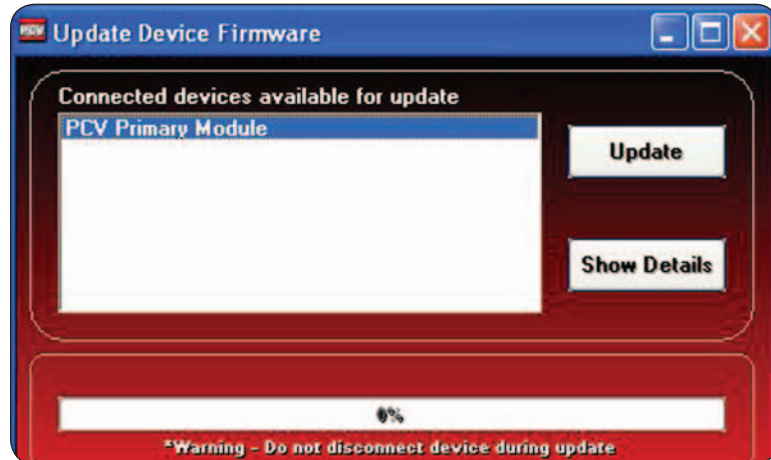 PCV Update Device Firmware
Connected devices available for update
PCV Primary Module
Update
Show Details
0%
*Warning - Do not disconnect device during update